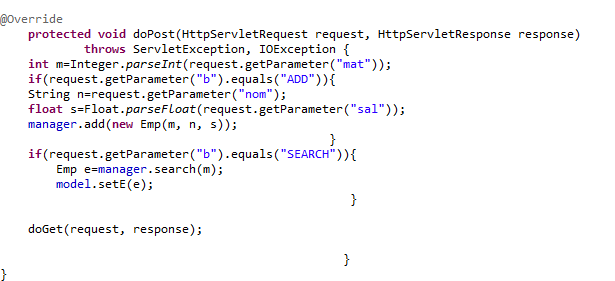 @Override
protected void doPost(HttpServletRequest request, HttpServletResponse response)
throws ServletException, IOException {
int m=Integer.parseInt(request.getParameter("mat"));
if(request.getParameter("b").equals("ADD")){
String n=request.getParameter("nom");
float s=Float.parseFloat(request.getParameter("sal"));
manager.add(new Emp(m, n, s));
}
if(request.getParameter("b").equals("SEARCH")){
Emp e=manager.search(m);
model.setE(e);
}
doGet(request, response);
}
}